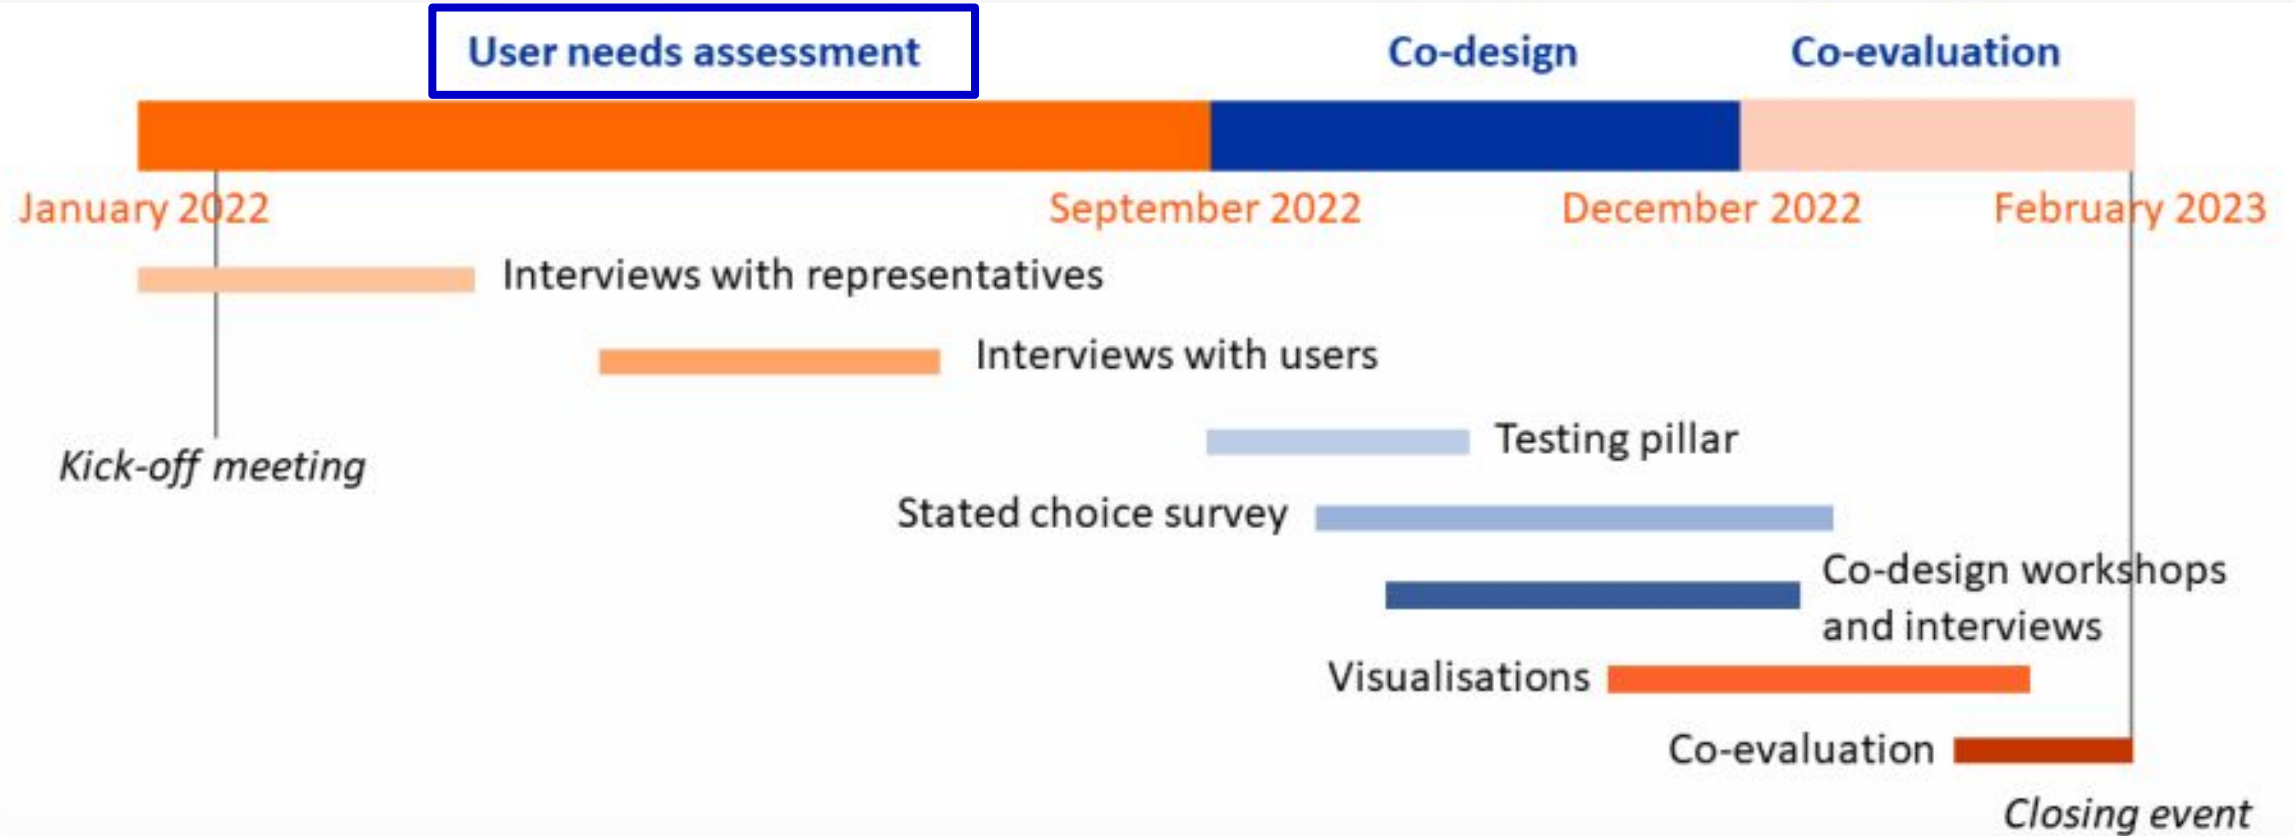 User needs assessment
Co-design
Co-evaluation
January 2022
September 2022
December 2022
February 2023
Interviews with representatives
Interviews with users
Testing pillar
Kick-off meeting
Stated choice survey
Co-design workshops
and interviews
Visualisations
Co-evaluation
Closing event